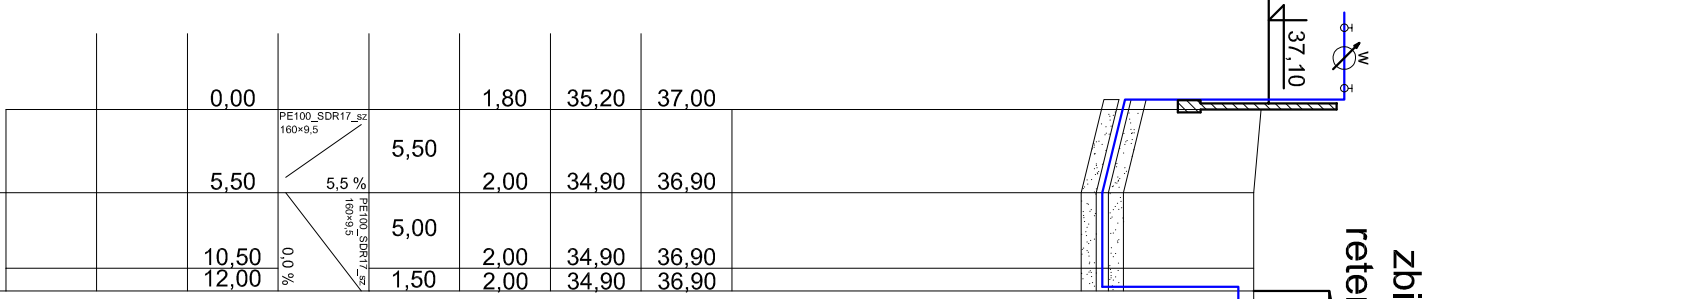 37,10
W
0,00 1,80 35,20 37,00
PE100_SDR17_sz
160×9,5
5,50
5,50 5,5 % 2,00 34,90 36,90
PE100_SDR17_sz
160×9,5
5,00
0,0 %
10,50 2,00 34,90 36,90
12,00 1,50 2,00 34,90 36,90
zbi
reter